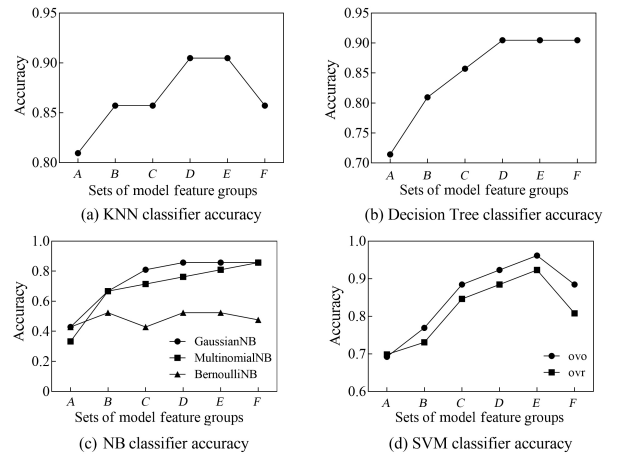 0.95
0.90
0.85
0.80
Accuracy
A B C D E F
Sets of model feature groups
(a) KNN classifier accuracy
0.95
0.90
0.85
0.80
0.75
0.70
Accuracy
A B C D E F
Sets of model feature groups
(b) Decision Tree classifier accuracy
1.0
0.8
0.6
0.4
0.2
0
Accuracy
GaussianNB
MultinomialNB
BernoulliNB
A B C D E F
Sets of model feature groups
(c) NB classifier accuracy
1.0
0.9
0.8
0.7
0.6
Accuracy
ovo
ovr
A B C D E F
Sets of model feature groups
(d) SVM classifier accuracy